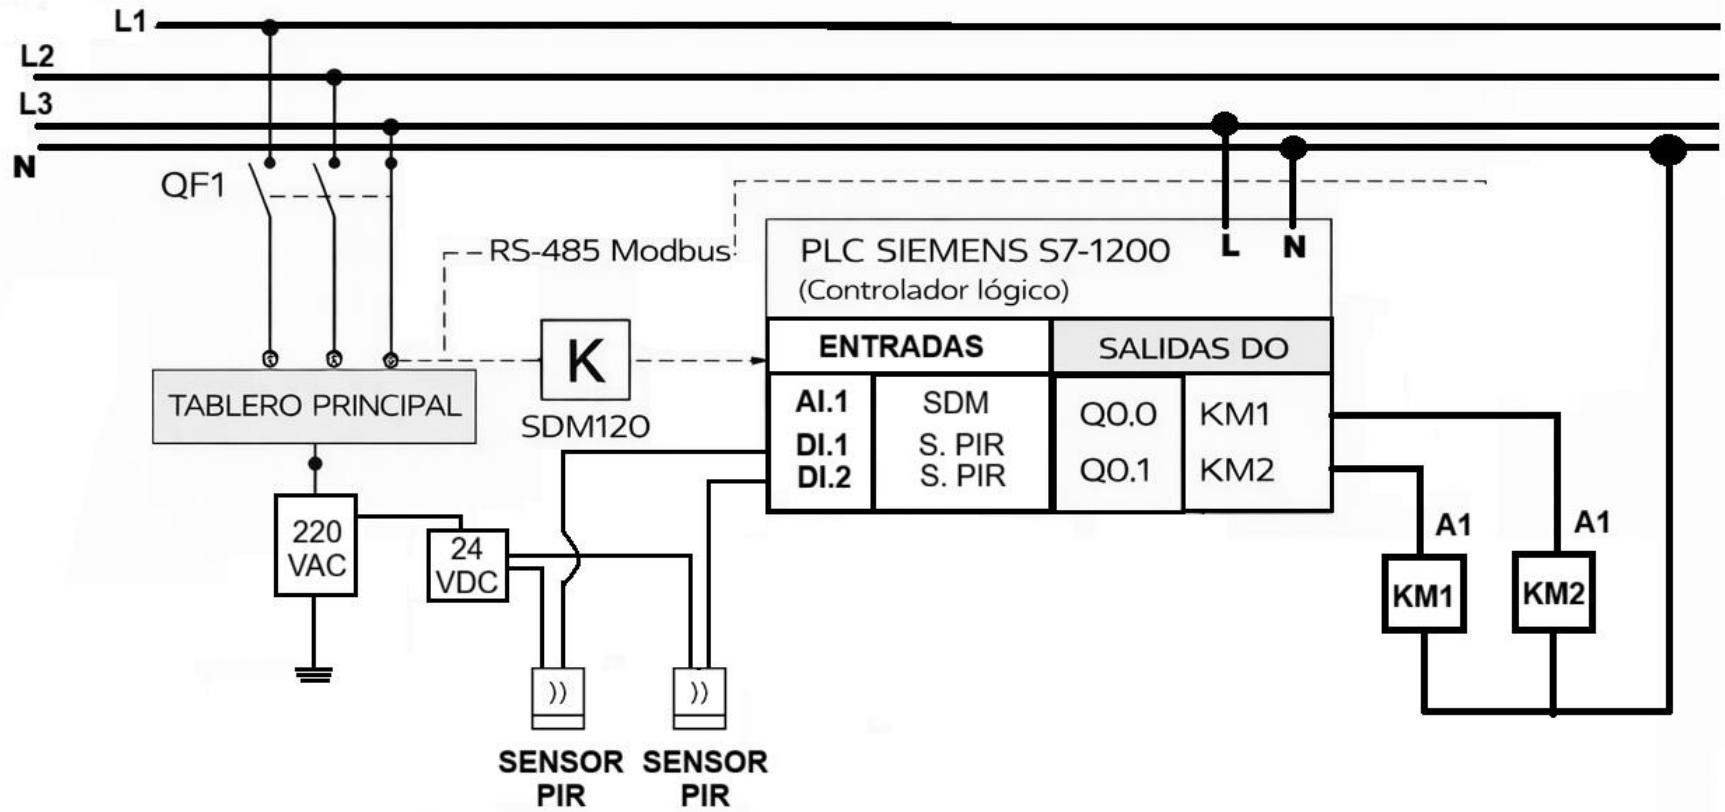 L1
L2
L3
N
QF1
RS-485 Modbus
PLC SIEMENS S7-1200
(Controlador lógico)
L
N
ENTRADAS
SALIDAS DO
AI.1
SDM
DI.1
S. PIR
DI.2
S. PIR
Q0.0
KM1
Q0.1
KM2
K
SDM120
TABLERO PRINCIPAL
220
VAC
24
VDC
A1
A1
KM1
KM2
))
))
SENSOR
PIR
SENSOR
PIR